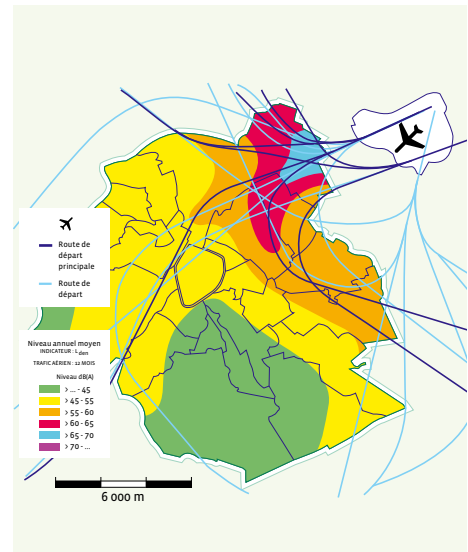 Route de
départ
principale
Route de
départ
Niveau annuel moyen
INDICATEUR : L den
TRAFIC AÉRIEN : 12 MOIS
Niveau dB(A)
> ... - 45
> 45 - 55
> 55 - 60
> 60 - 65
> 65 - 70
> 70 - ...
6 000 m